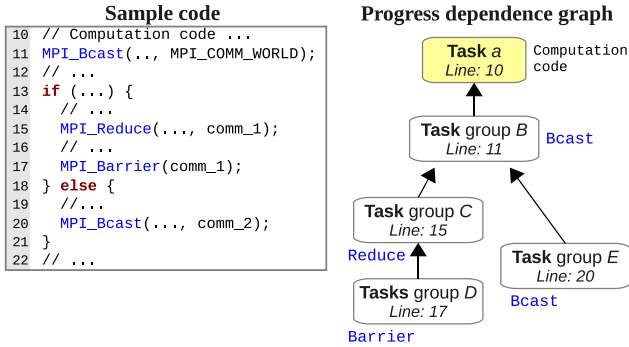 Sample code
10 // Computation code ...
11 MPI_Bcast(.., MPI_COMM_WORLD);
12 // ...
13 if (...) {
14 // ...
15 MPI_Reduce(..., comm_1);
16 // ...
17 MPI_Barrier(comm_1);
18 } else {
19 //...
20 MPI_Bcast(..., comm_2);
21 }
22 // ...
Progress dependence graph
Task a
Line: 10
Computation
code
Task group B
Line: 11
Bcast
Task group C
Line: 15
Reduce
Task group E
Line: 20
Bcast
Tasks group D
Line: 17
Barrier